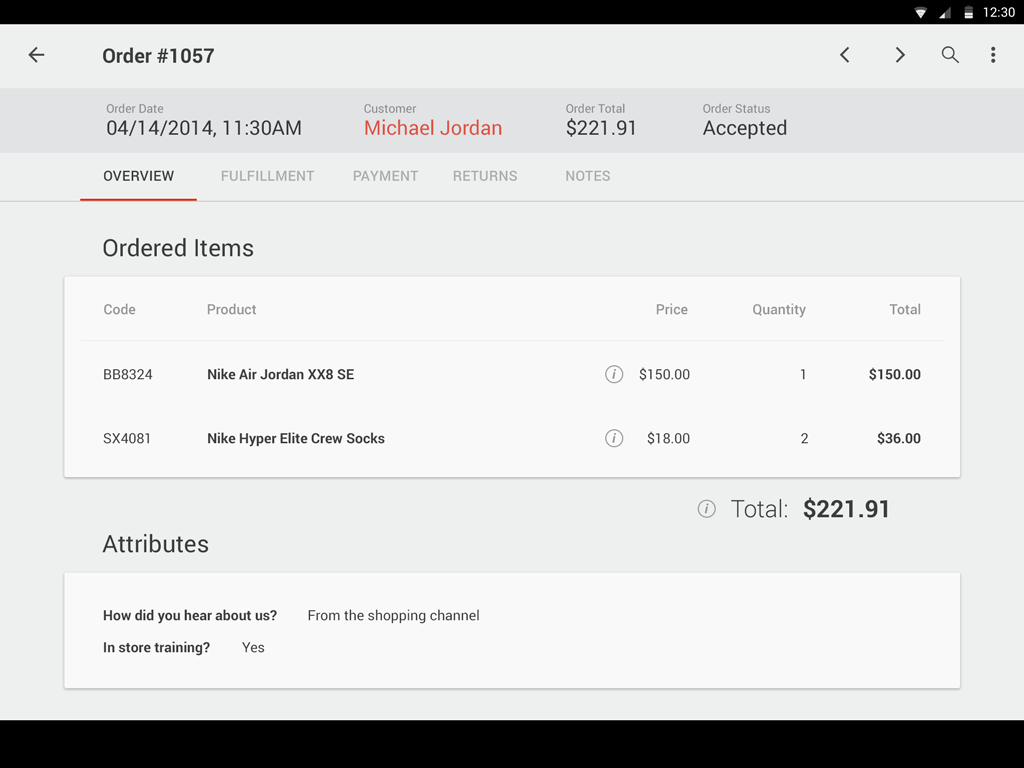 12:30
Order #1057
Order Date Customer Order Total Order Status
04/14/2014, 11:30AM Michael Jordan $221.91 Accepted
OVERVIEW FULFILLMENT PAYMENT RETURNS NOTES
Ordered Items
Code Product Price Quantity Total
BB8324 Nike Air Jordan XX8 SE i $150.00 1 $150.00
SX4081 Nike Hyper Elite Crew Socks i $18.00 2 $36.00
i Total: $221.91
Attributes
How did you hear about us? From the shopping channel
In store training? Yes